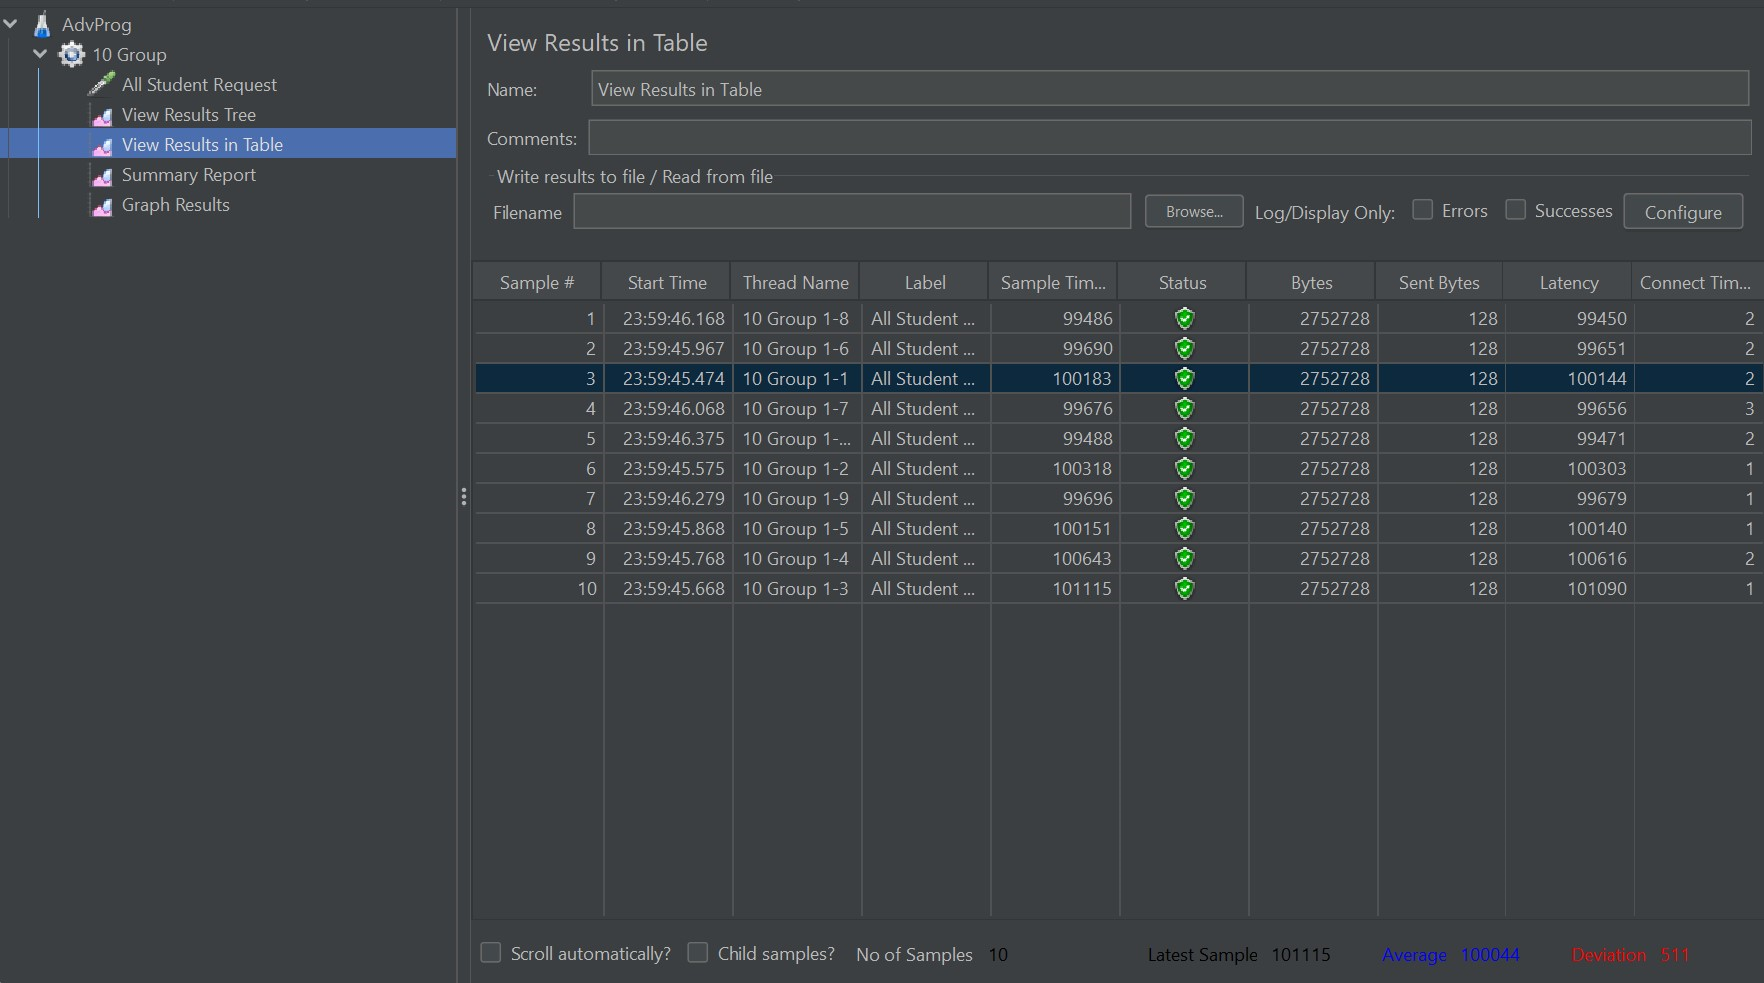 AdvProg
10 Group
All Student Request
View Results Tree
View Results in Table
Summary Report
Graph Results
View Results in Table
Name: View Results in Table
Comments:
Write results to file / Read from file
Filename Browse... Log/Display Only: Errors Successes Configure
Sample # Start Time Thread Name Label Sample Tim... Status Bytes Sent Bytes Latency Connect Tim...
1 23:59:46.168 10 Group 1-8 All Student ... 99486 2752728 128 99450 2
2 23:59:45.967 10 Group 1-6 All Student ... 99690 2752728 128 99651 2
3 23:59:45.474 10 Group 1-1 All Student ... 100183 2752728 128 100144 2
4 23:59:46.068 10 Group 1-7 All Student ... 99676 2752728 128 99656 3
5 23:59:46.375 10 Group 1-... All Student ... 99488 2752728 128 99471 2
6 23:59:45.575 10 Group 1-2 All Student ... 100318 2752728 128 100303 1
7 23:59:46.279 10 Group 1-9 All Student ... 99696 2752728 128 99679 1
8 23:59:45.868 10 Group 1-5 All Student ... 100151 2752728 128 100140 1
9 23:59:45.768 10 Group 1-4 All Student ... 100643 2752728 128 100616 2
10 23:59:45.668 10 Group 1-3 All Student ... 101115 2752728 128 101090 1
Scroll automatically? Child samples? No of Samples 10 Latest Sample 101115 Average 100044 Deviation 511